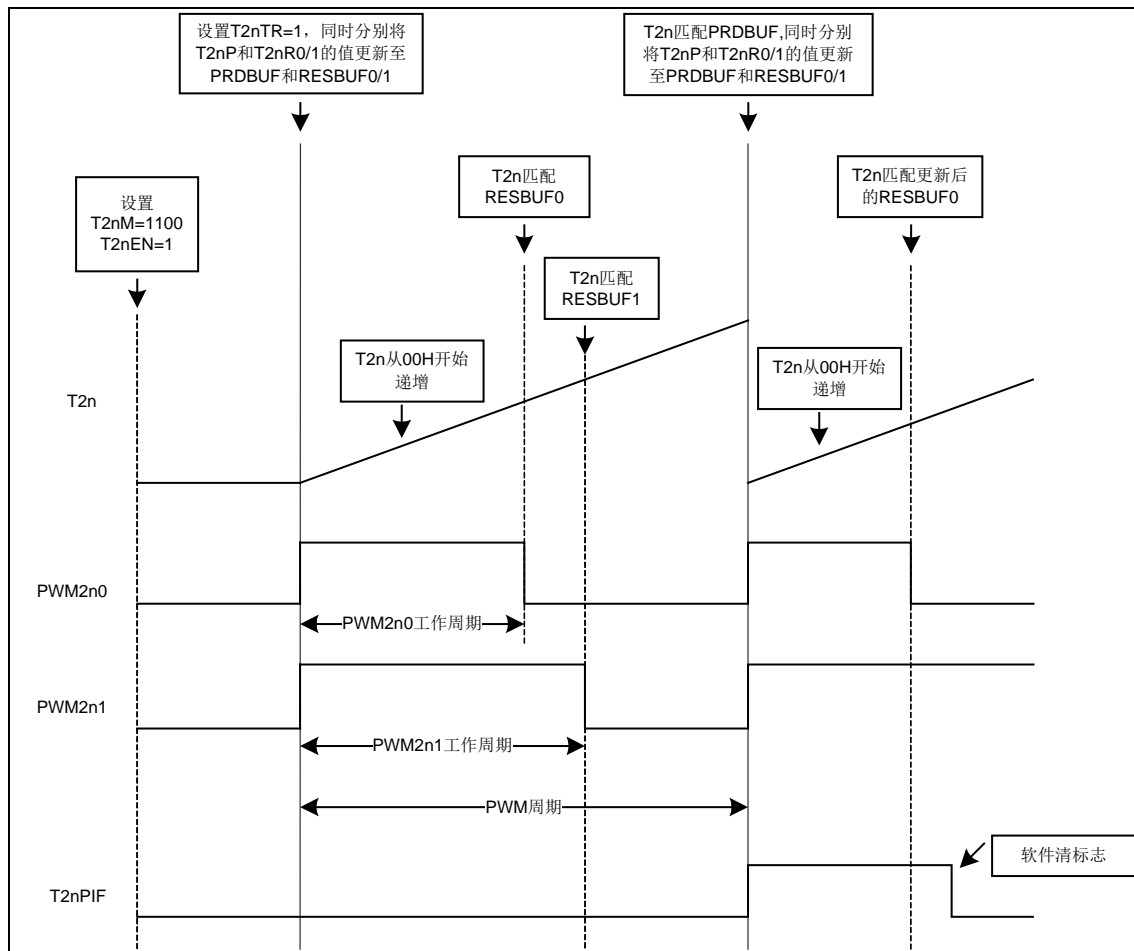 设置T2nTR=1，同时分别将
T2nP和T2nR0/1的值更新至
PRDBUF和RESBUF0/1
T2n匹配PRDBUF,同时分别
将T2nP和T2nR0/1的值更新
至PRDBUF和RESBUF0/1
设置
T2nM=1100
T2nEN=1
T2n匹配
RESBUF0
T2n匹配更新后
的RESBUF0
T2n匹配
RESBUF1
T2n从00H开始
递增
T2n从00H开始
递增
T2n
PWM2n0
PWM2n0工作周期
PWM2n1
PWM2n1工作周期
PWM周期
软件清标志
T2nPIF